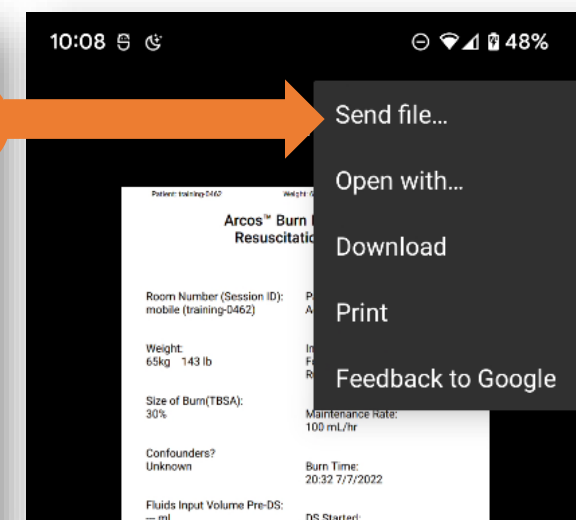 10:08
48%
Send file...
Open with...
Download
Print
Feedback to Google
Patient: training-0462
Weight:
Arcos™ Burn
Resuscitatio
Room Number (Session ID):
mobile (training-0462)
Weight:
65kg 143 lb
Size of Burn(TBSA):
30%
Maintenance Rate:
100 mL/hr
Confounders?
Unknown
Burn Time:
20:32 7/7/2022
Fluids Input Volume Pre-DS:
--- ml
DS Started: